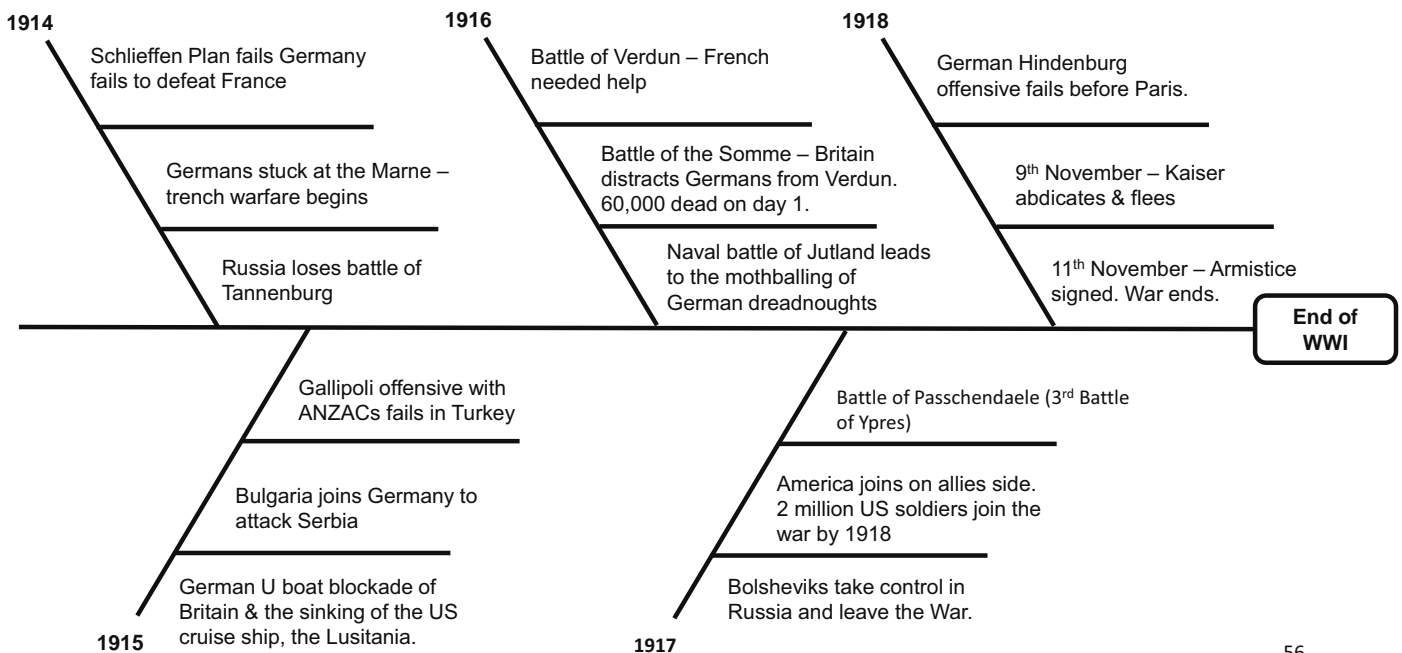 1914
Schlieffen Plan fails Germany
fails to defeat France
Germans stuck at the Marne –
trench warfare begins
Russia loses battle of
Tannenburg
1916
Battle of Verdun – French
needed help
Battle of the Somme – Britain
distracts Germans from Verdun.
60,000 dead on day 1.
Naval battle of Jutland leads
to the mothballing of
German dreadnoughts
1918
German Hindenburg
offensive fails before Paris.
9th November – Kaiser
abdicates & flees
11th November – Armistice
signed. War ends.
End of
WWI
Gallipoli offensive with
ANZACs fails in Turkey
Bulgaria joins Germany to
attack Serbia
German U boat blockade of
Britain & the sinking of the US
cruise ship, the Lusitania.
1915
Battle of Passchendaele (3rd Battle
of Ypres)
America joins on allies side.
2 million US soldiers join the
war by 1918
Bolsheviks take control in
Russia and leave the War.
1917
56